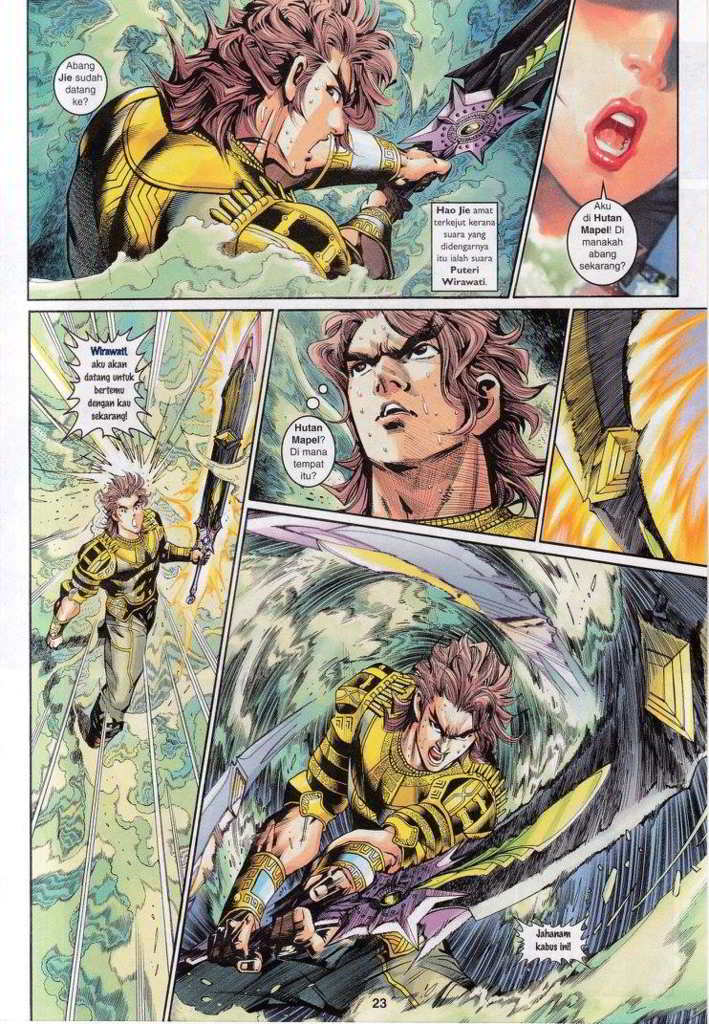 Abang
Jie sudah
datang
ke?
Hao Jie amat
terkejut kerana
suara yang
didengarnya
itu ialah suara
Puteri
Wirawati.
Aku
di Hutan
Mapel! Di
manakah
abang
sekarang?
Wirawati,
aku akan
datang untuk
bertemu
dengan kau
sekarang!
Hutan
Mapel?
Di mana
tempat
itu?
Jahanam
kabus ini!
23